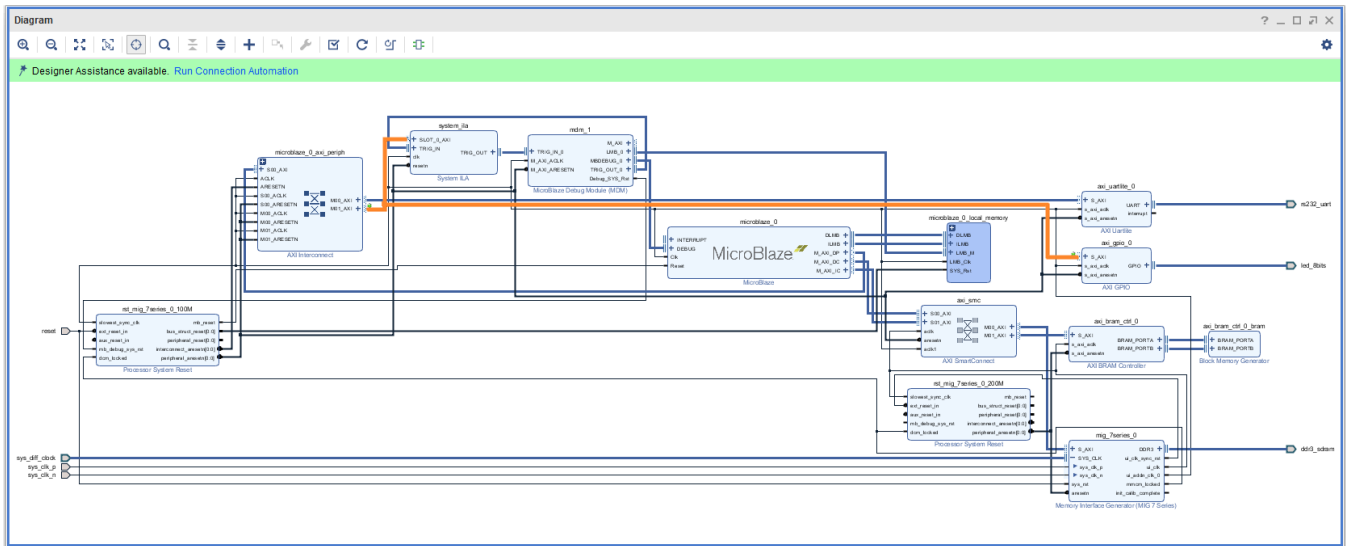 Diagram
Designer Assistance available. Run Connection Automation
system_ila
SLOT_0_AXI
TRIG_IN
clk
resetn
TRIG_OUT
System ILA
mdm_1
TRIG_IN_0
M_AXI_ACLK
M_AXI_ARESETN
M_AXI
LMB_0
MBDEBUG_0
TRIG_OUT_0
Debug_SYS_Rst
MicroBlaze Debug Module (MDM)
microblaze_0_axi_periph
S00_AXI
ACLK
ARESETN
S00_ACLK
S00_ARESETN
M00_ACLK
M00_ARESETN
M01_ACLK
M01_ARESETN
M00_AXI
M01_AXI
AXI Interconnect
axi_uartlite_0
S_AXI
s_axi_aclk
s_axi_aresetn
UART
interrupt
AXI Uartlite
rs232_uart
microblaze_0
INTERRUPT
DEBUG
Clk
Reset
MicroBlaze
DLMB
ILMB
M_AXI_DP
M_AXI_DC
M_AXI_IC
MicroBlaze
microblaze_0_local_memory
DLMB
ILMB
LMB_M
LMB_Clk
SYS_Rst
axi_gpio_0
S_AXI
s_axi_aclk
s_axi_aresetn
GPIO
AXI GPIO
led_8bits
rst_mig_7series_0_100M
slowest_sync_clk
ext_reset_in
aux_reset_in
mb_debug_sys_rst
dcm_locked
mb_reset
bus_struct_reset[0:0]
peripheral_reset[0:0]
interconnect_aresetn[0:0]
peripheral_aresetn[0:0]
Processor System Reset
reset
axi_smc
S00_AXI
S01_AXI
aclk
aresetn
aclk1
M00_AXI
M01_AXI
AXI SmartConnect
axi_bram_ctrl_0
S_AXI
s_axi_aclk
s_axi_aresetn
BRAM_PORTA
BRAM_PORTB
AXI BRAM Controller
axi_bram_ctrl_0_bram
BRAM_PORTA
BRAM_PORTB
Block Memory Generator
rst_mig_7series_0_200M
slowest_sync_clk
ext_reset_in
aux_reset_in
mb_debug_sys_rst
dcm_locked
mb_reset
bus_struct_reset[0:0]
peripheral_reset[0:0]
interconnect_aresetn[0:0]
peripheral_aresetn[0:0]
Processor System Reset
mig_7series_0
S_AXI
SYS_CLK
sys_clk_p
sys_clk_n
sys_rst
aresetn
DDR3
ui_clk_sync_rst
ui_clk
ui_addn_clk_0
mmcm_locked
init_calib_complete
Memory Interface Generator (MIG 7 Series)
sys_diff_clock
sys_clk_p
sys_clk_n
ddr3_sdram